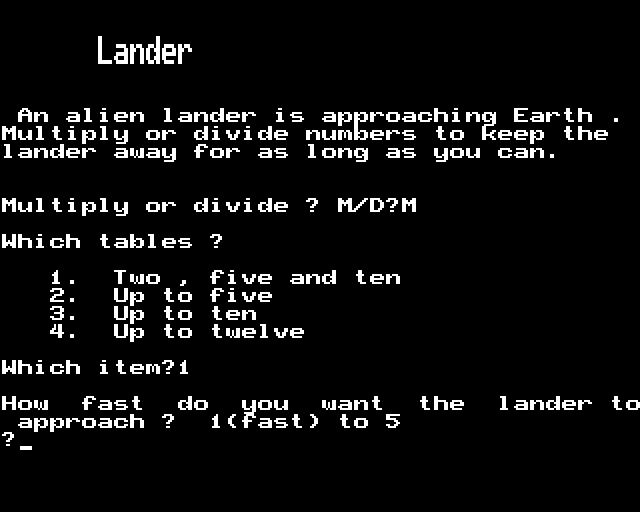 Lander
An alien lander is approaching Earth .
Multiply or divide numbers to keep the
lander away for as long as you can.
Multiply or divide ? M/D?M
Which tables ?
1. Two , five and ten
2. Up to five
3. Up to ten
4. Up to twelve
Which item?1
How fast do you want the lander to
approach ? 1(fast) to 5
?_